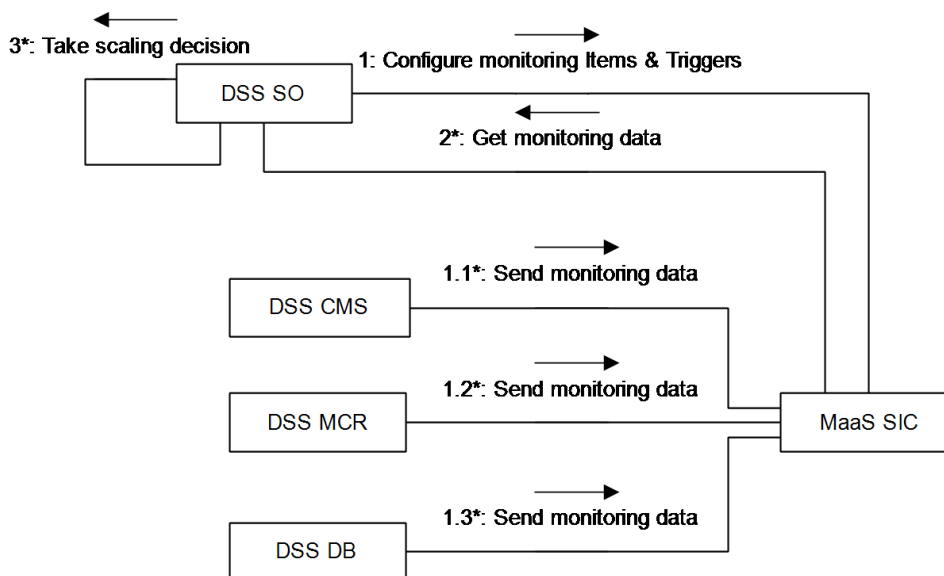 3*: Take scaling decision
1: Configure monitoring Items & Triggers
DSS SO
2*: Get monitoring data
1.1*: Send monitoring data
DSS CMS
1.2*: Send monitoring data
DSS MCR
MaaS SIC
1.3*: Send monitoring data
DSS DB